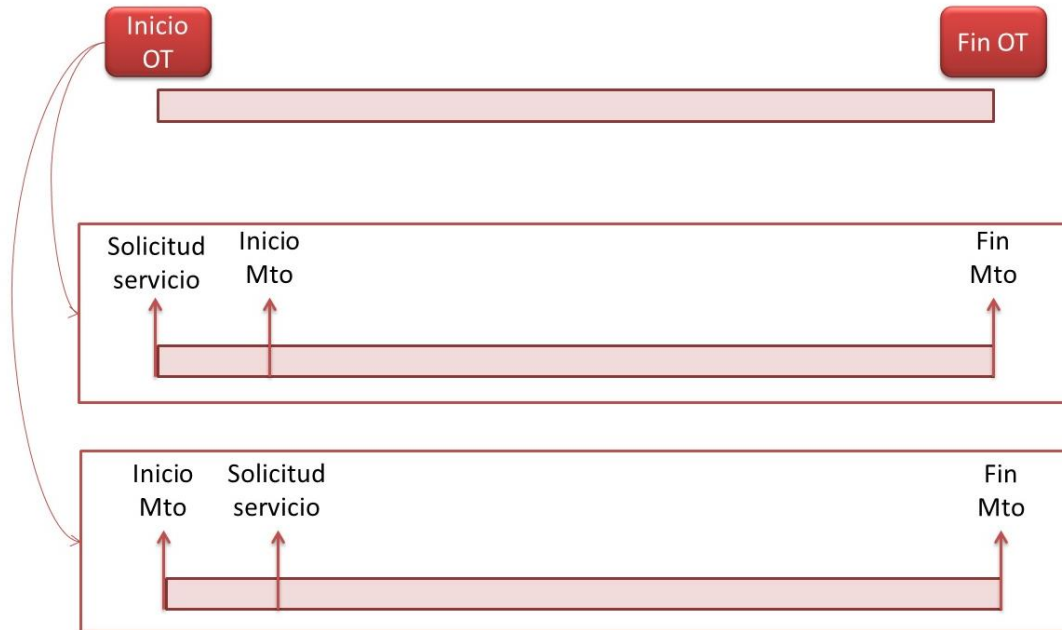 Inicio
OT
Fin OT
Solicitud
servicio
Inicio
Mto
Fin
Mto
Inicio
Mto
Solicitud
servicio
Fin
Mto